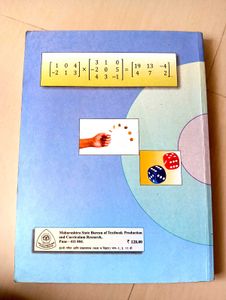 [1 0 4] × [3 1 0] = [19 13 -4]
[-2 1 3] [-2 0 5] [4 7 2]
[4 3 -1]
Maharashtra State Bureau of Textbook Production
and Curriculum Research,
Pune - 411 004.
₹ 128.00